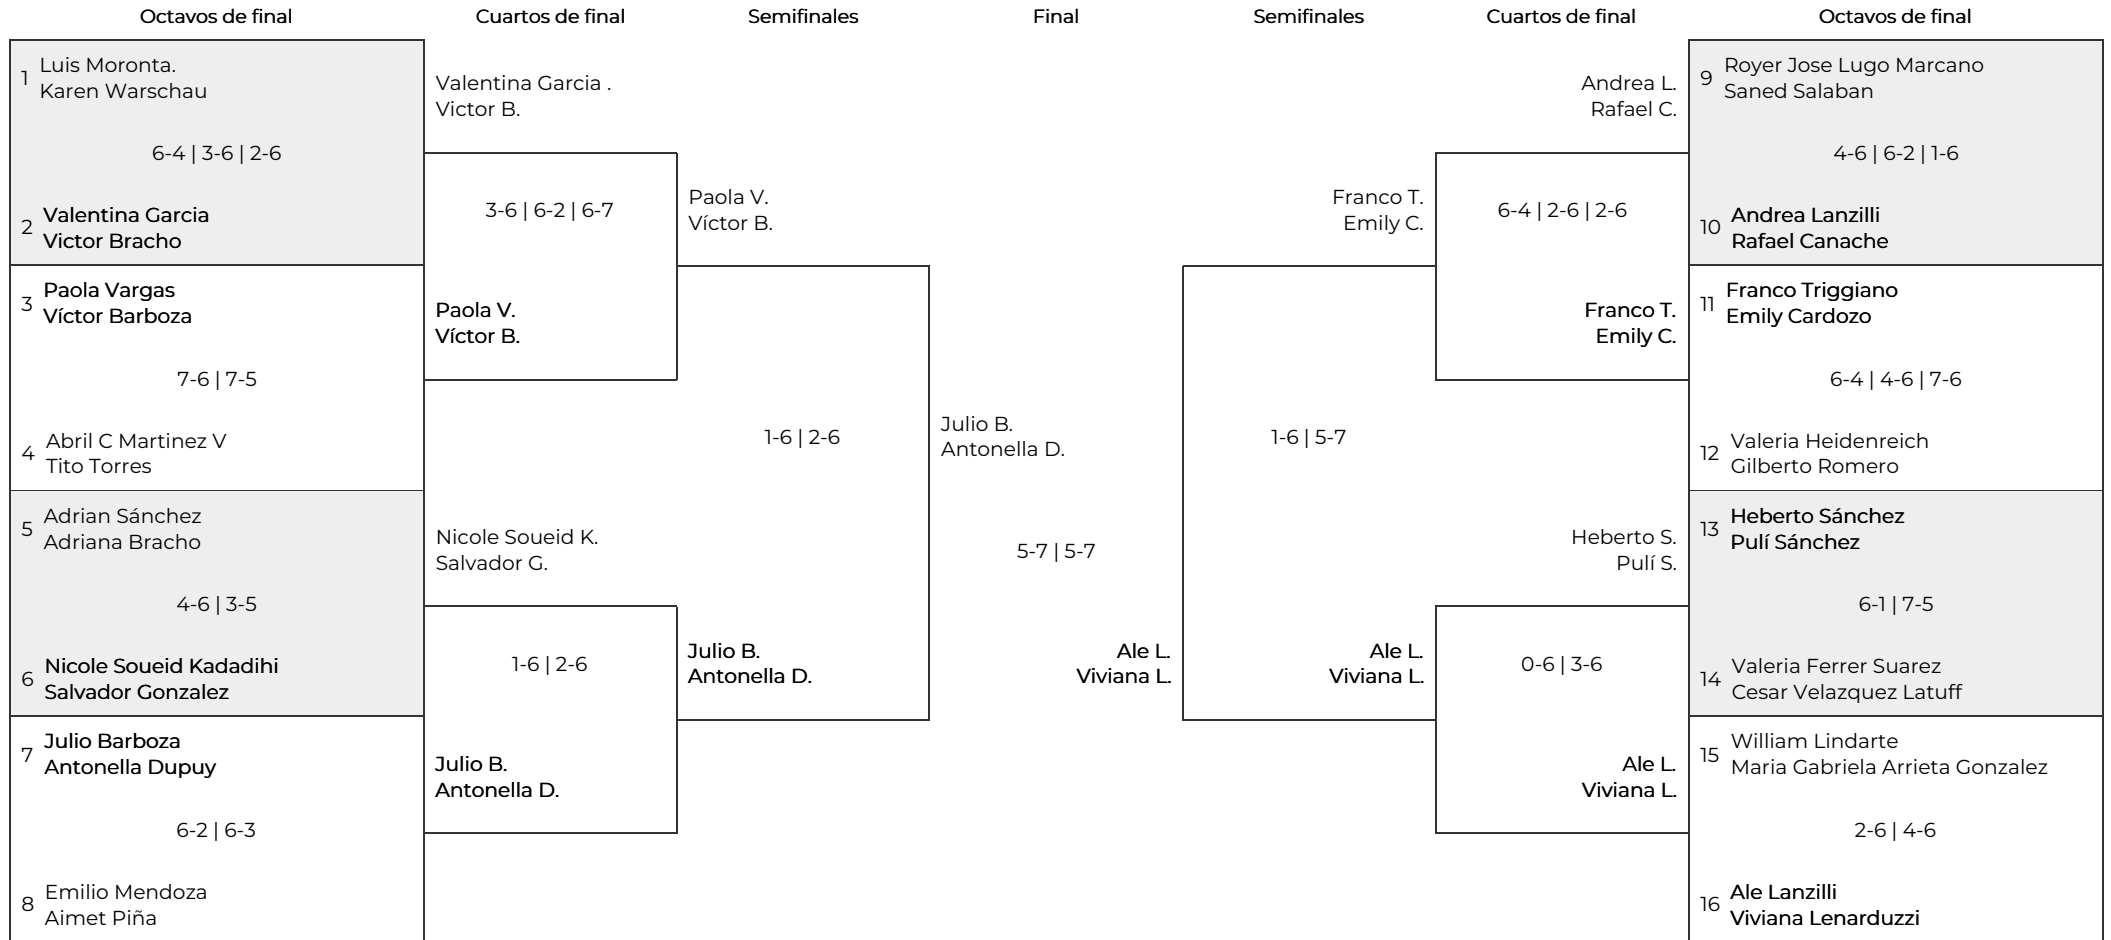 Octavos de final
Cuartos de final
Semifinales
Final
Semifinales
Cuartos de final
Octavos de final
1
Luis Moronta.
Karen Warschau
6-4 | 3-6 | 2-6
2
Valentina Garcia
Victor Bracho
3
Paola Vargas
Víctor Barboza
7-6 | 7-5
4
Abril C Martinez V
Tito Torres
5
Adrian Sánchez
Adriana Bracho
4-6 | 3-5
6
Nicole Soueid Kadadihi
Salvador Gonzalez
7
Julio Barboza
Antonella Dupuy
6-2 | 6-3
8
Emilio Mendoza
Aimet Piña
Valentina Garcia .
Victor B.
3-6 | 6-2 | 6-7
Paola V.
Víctor B.
Nicole Soueid K.
Salvador G.
1-6 | 2-6
Julio B.
Antonella D.
Paola V.
Víctor B.
1-6 | 2-6
Julio B.
Antonella D.
Julio B.
Antonella D.
5-7 | 5-7
Ale L.
Viviana L.
Franco T.
Emily C.
1-6 | 5-7
Ale L.
Viviana L.
Andrea L.
Rafael C.
6-4 | 2-6 | 2-6
Franco T.
Emily C.
Heberto S.
Pulí S.
0-6 | 3-6
Ale L.
Viviana L.
9
Royer Jose Lugo Marcano
Saned Salaban
4-6 | 6-2 | 1-6
10
Andrea Lanzilli
Rafael Canache
11
Franco Triggiano
Emily Cardozo
6-4 | 4-6 | 7-6
12
Valeria Heidenreich
Gilberto Romero
13
Heberto Sánchez
Pulí Sánchez
6-1 | 7-5
14
Valeria Ferrer Suarez
Cesar Velazquez Latuff
15
William Lindarte
Maria Gabriela Arrieta Gonzalez
2-6 | 4-6
16
Ale Lanzilli
Viviana Lenarduzzi